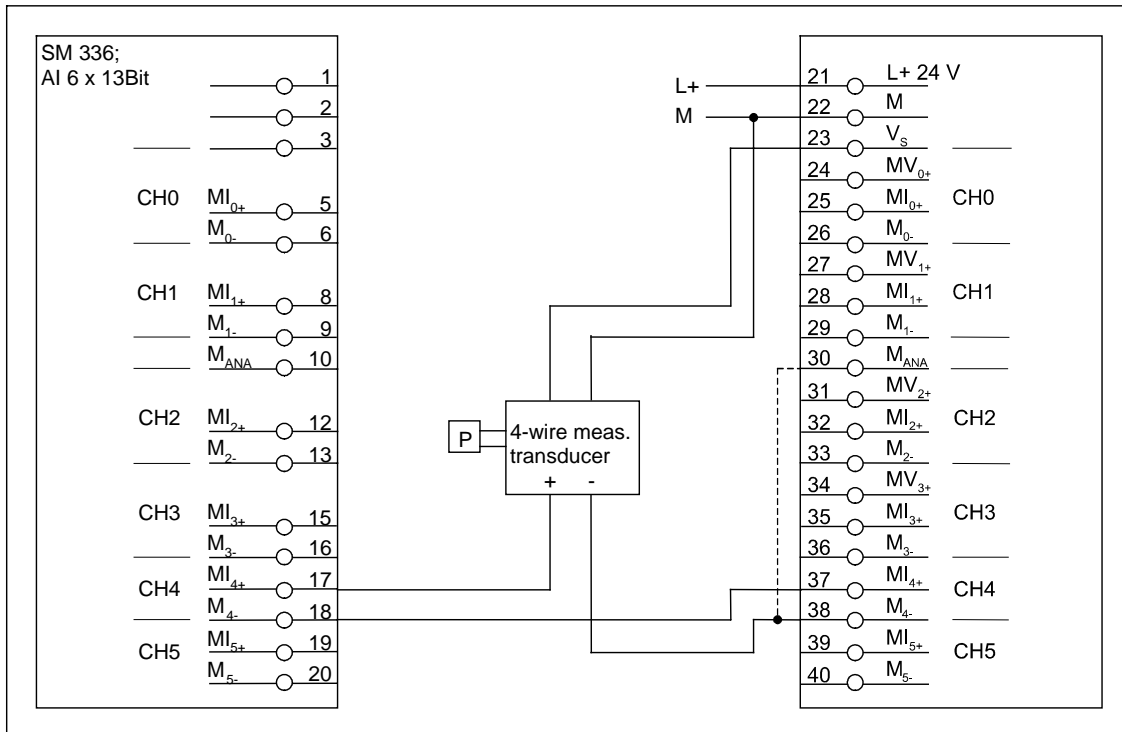 SM 336;
AI 6 x 13Bit
1
2
3
CH0
MI0+ 5
M0- 6
CH1
MI1+ 8
M1- 9
MANA 10
CH2
MI2+ 12
M2- 13
CH3
MI3+ 15
M3- 16
CH4
MI4+ 17
M4- 18
CH5
MI5+ 19
M5- 20
P
4-wire meas.
transducer
+ -
L+ 21 L+ 24 V
M 22 M
23 VS
24 MV0+
25 MI0+ CH0
26 M0-
27 MV1+
28 MI1+ CH1
29 M1-
30 MANA
31 MV2+
32 MI2+ CH2
33 M2-
34 MV3+
35 MI3+ CH3
36 M3-
37 MI4+ CH4
38 M4-
39 MI5+ CH5
40 M5-